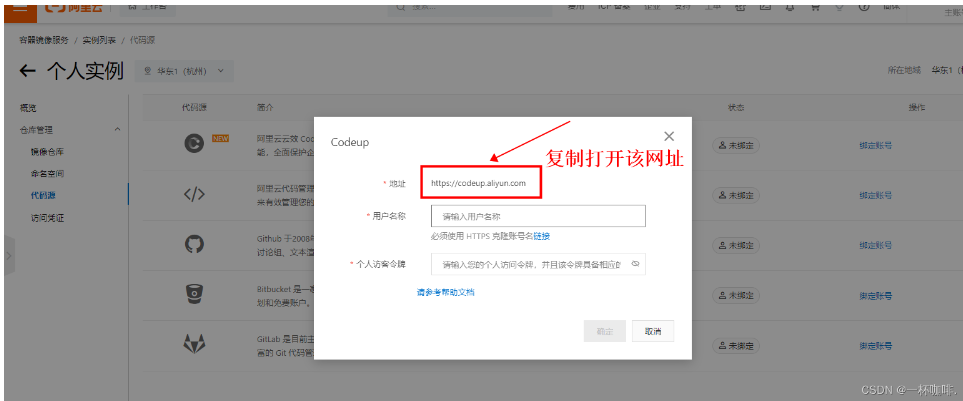 阿里云
工作台
搜索...
费用 ICP 备案 企业 支持 工单
简体
容器镜像服务 / 实例列表 / 代码源
个人实例
华东1（杭州）
所在地域 华东1
概览
仓库管理
镜像仓库
命名空间
代码源
访问凭证
代码源 简介 状态 操作
NEW
阿里云云效 Coo
能，全面保护企
未绑定 绑定账号
阿里云代码管理
来有效管理您的
未绑定 绑定账号
Github 于2008年
讨论组、文本渲
未绑定 绑定账号
Bitbucket 是一家
划和免费账户。
未绑定 绑定账号
GitLab 是目前主
富的 Git 代码管
未绑定 绑定账号
Codeup
复制打开该网址
* 地址 https://codeup.aliyun.com
* 用户名称 请输入用户名称
必须使用 HTTPS 克隆账号名链接
* 个人访客令牌 请输入您的个人访问令牌，并且该令牌具备相应的
请参考帮助文档
确定 取消
CSDN @一杯咖啡.